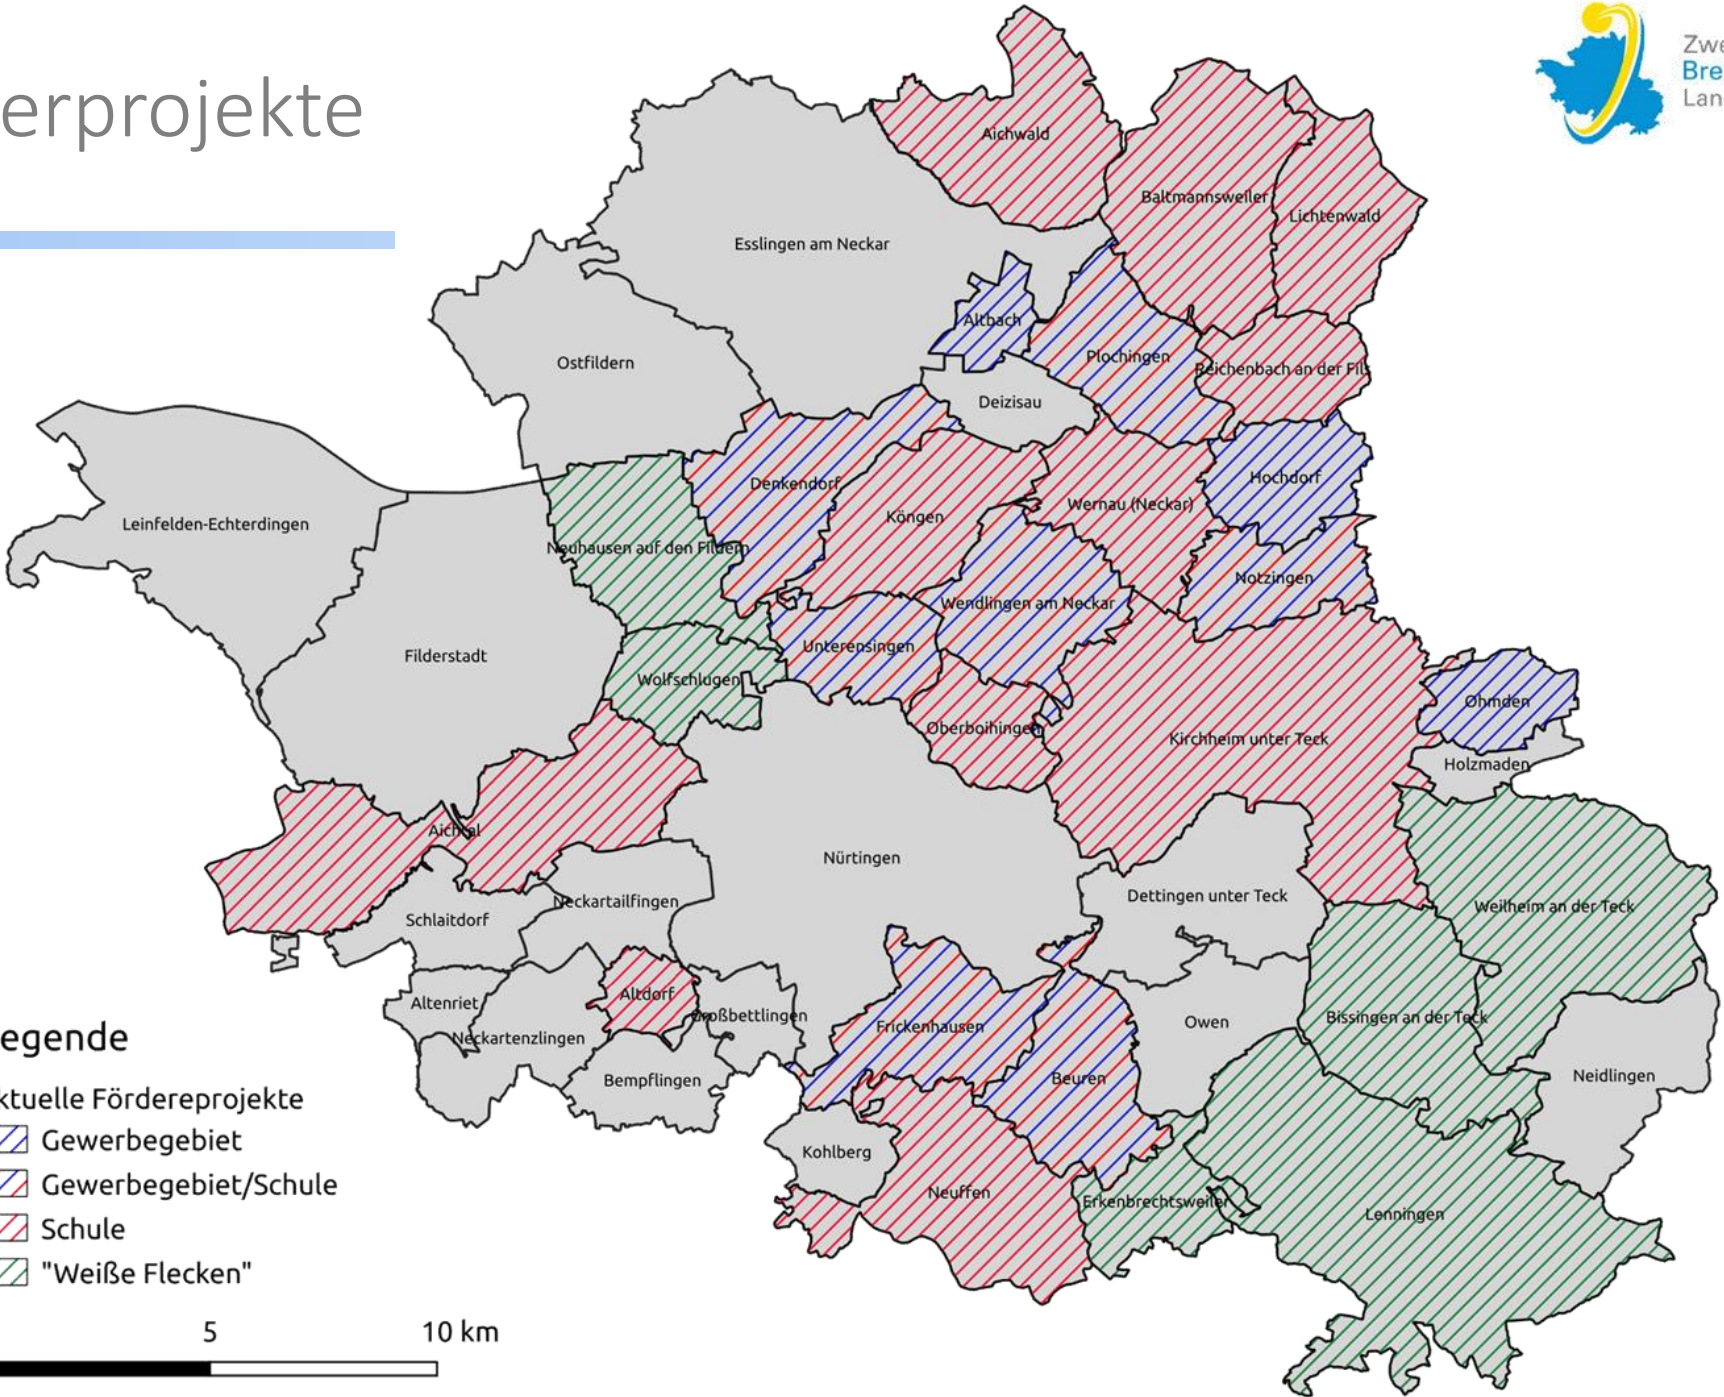 erprojekte
Zwe
Bre
Lan
Aichwald
Baltmannsweiler
Lichtenwald
Esslingen am Neckar
Altbach
Plochingen
Reichenbach an der Fils
Ostfildern
Deizisau
Denkendorf
Hochdorf
Wernau (Neckar)
Köngen
Leinfelden-Echterdingen
Neuhausen auf den Fildern
Notzingen
Wendlingen am Neckar
Unterensingen
Filderstadt
Wolfschlugen
Ohmden
Oberboihingen
Kirchheim unter Teck
Holzmaden
Aichtal
Nürtingen
Dettingen unter Teck
Neckartailfingen
Weilheim an der Teck
Schlaitdorf
Altdorf
Altenriet
Großbettlingen
Bissingen an der Teck
Owen
Frickenhausen
Neckartenzlingen
Neidlingen
Beuren
Bempflingen
Kohlberg
Neuffen
Erkenbrechtsweiler
Lenningen
egende
ktuelle Fördereprojekte
Gewerbegebiet
Gewerbegebiet/Schule
Schule
"Weiße Flecken"
5 10 km